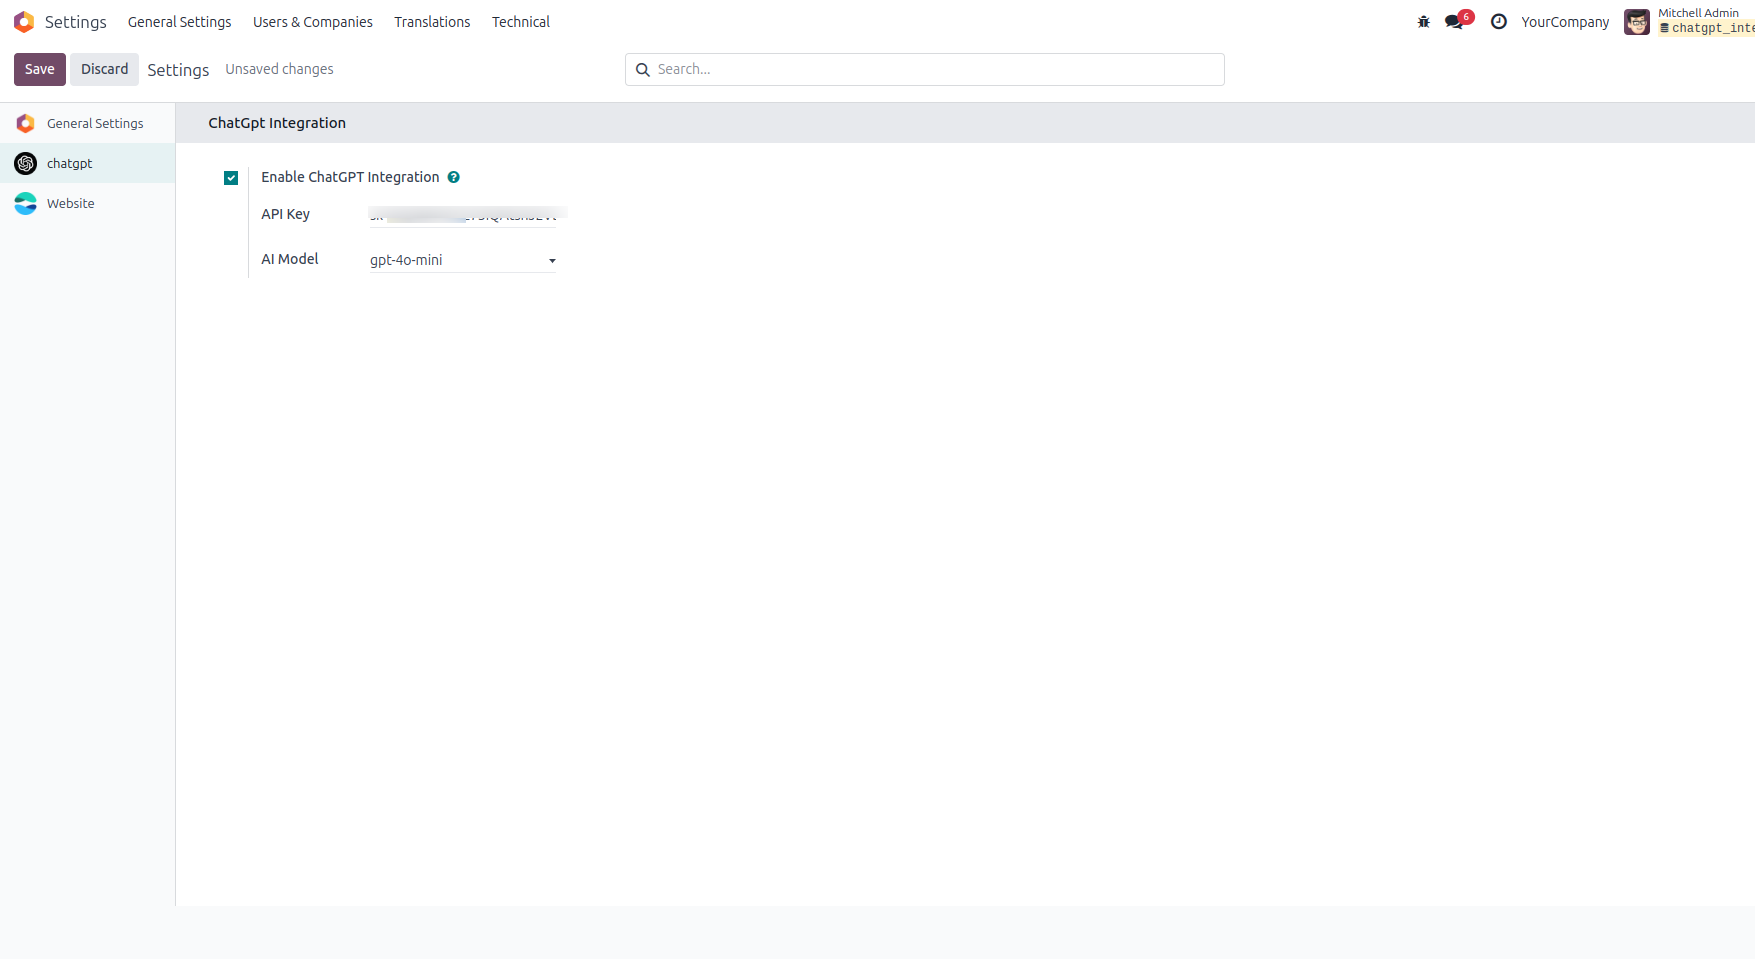 Settings General Settings Users & Companies Translations Technical
6 YourCompany Mitchell Admin
chatgpt_inte
Save Discard Settings Unsaved changes Search...
General Settings
chatgpt
Website
ChatGpt Integration
Enable ChatGPT Integration ?
API Key
AI Model gpt-4o-mini